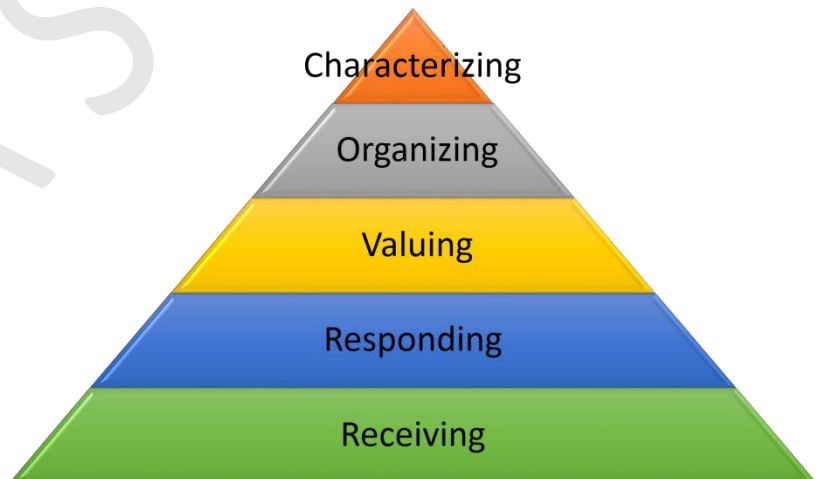 Characterizing
Organizing
Valuing
Responding
Receiving